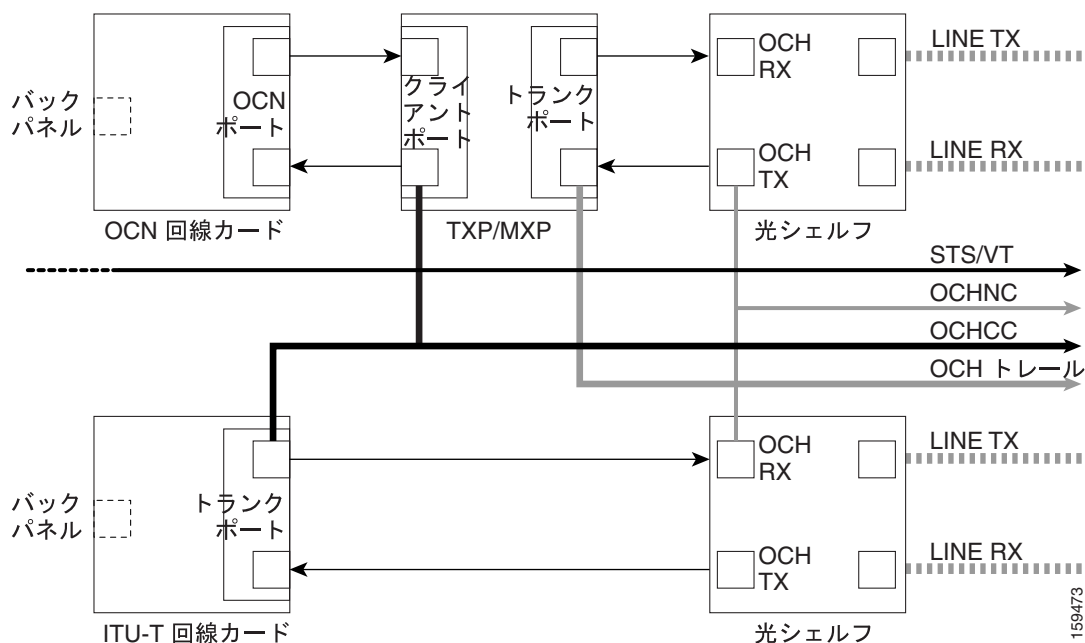 バック
パネル
OCN
ポート
クライ
アント
ポート
トランク
ポート
OCH
RX
OCH
TX
LINE TX
LINE RX
OCN 回線カード
TXP/MXP
光シェルフ
STS/VT
OCHNC
OCHCC
OCH トレール
バック
パネル
トランク
ポート
OCH
RX
OCH
TX
LINE TX
LINE RX
ITU-T 回線カード
光シェルフ
159473